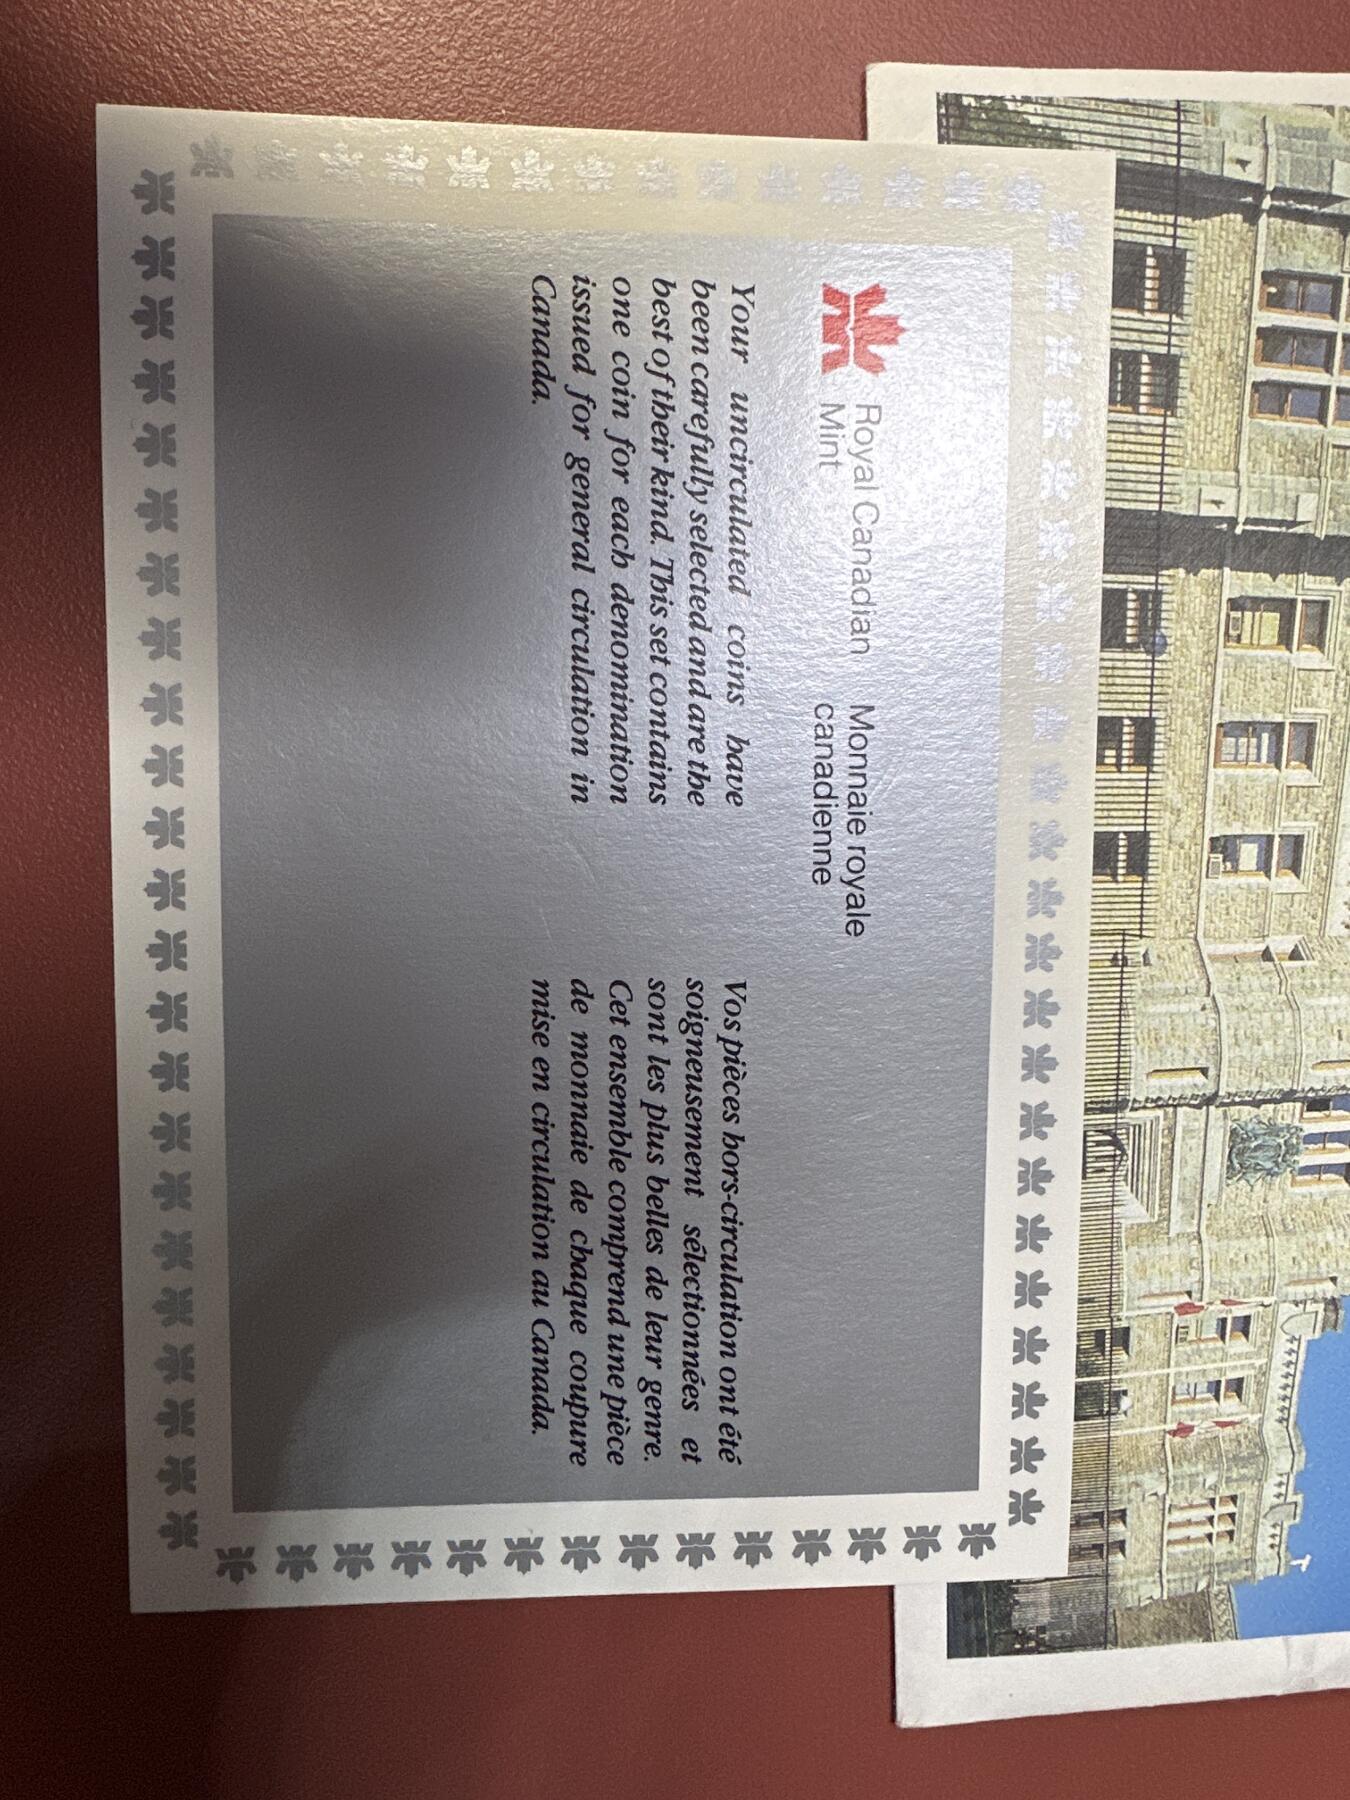 Royal Canadian
Mint
Monnaie royale
canadienne
Your uncirculated coins have
been carefully selected and are the
best of their kind. This set contains
one coin for each denomination
issued for general circulation in
Canada.
Vos pièces hors-circulation ont été
soigneusement sélectionnées et
sont les plus belles de leur genre.
Cet ensemble comprend une pièce
de monnaie de chaque coupure
mise en circulation au Canada.